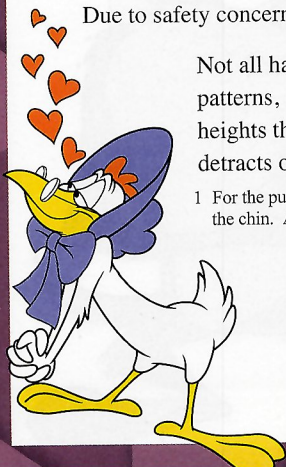 Due to safety concern
Not all ha
patterns,
heights th
detracts o
1 For the pu
the chin.